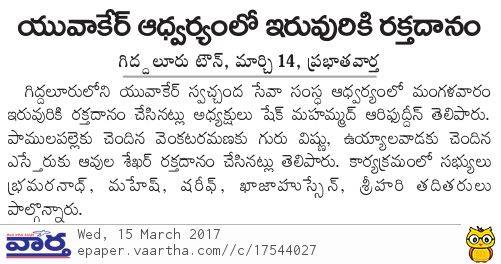 యువాకేర్ ఆధ్వర్యంలో ఇరువురికి రక్తదానం
గిద్దలూరు టౌన్, మార్చి 14, ప్రభాతవార్త
గిద్దలూరులోని యువాకేర్ స్వచ్చంద సేవా సంస్థ ఆధ్వర్యంలో మంగళవారం
ఇరువురికి రక్తదానం చేసినట్లు అధ్యక్షులు షేక్ మహమ్మద్ ఆరిఫుద్దీన్ తెలిపారు.
పాములపల్లెకు చెందిన వెంకటరమణకు గురు విష్ణు, ఉయ్యాలవాడకు చెందిన
ఎస్తేరుకు ఆవుల శేఖర్ రక్తదానం చేసినట్లు తెలిపారు. కార్యక్రమంలో సభ్యులు
భ్రమరనాధ్, మహేష్, షరీఫ్, ఖాజాహుస్సేన్, శ్రీహరి తదితరులు
పాల్గొన్నారు.
వార్త Wed, 15 March 2017
epaper.vaartha.com//c/17544027